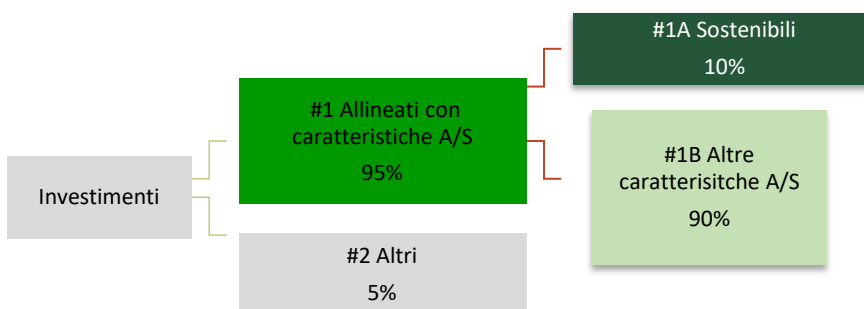 Investimenti
#1 Allineati con
caratteristiche A/S
95%
#2 Altri
5%
#1A Sostenibili
10%
#1B Altre
caratterisitche A/S
90%